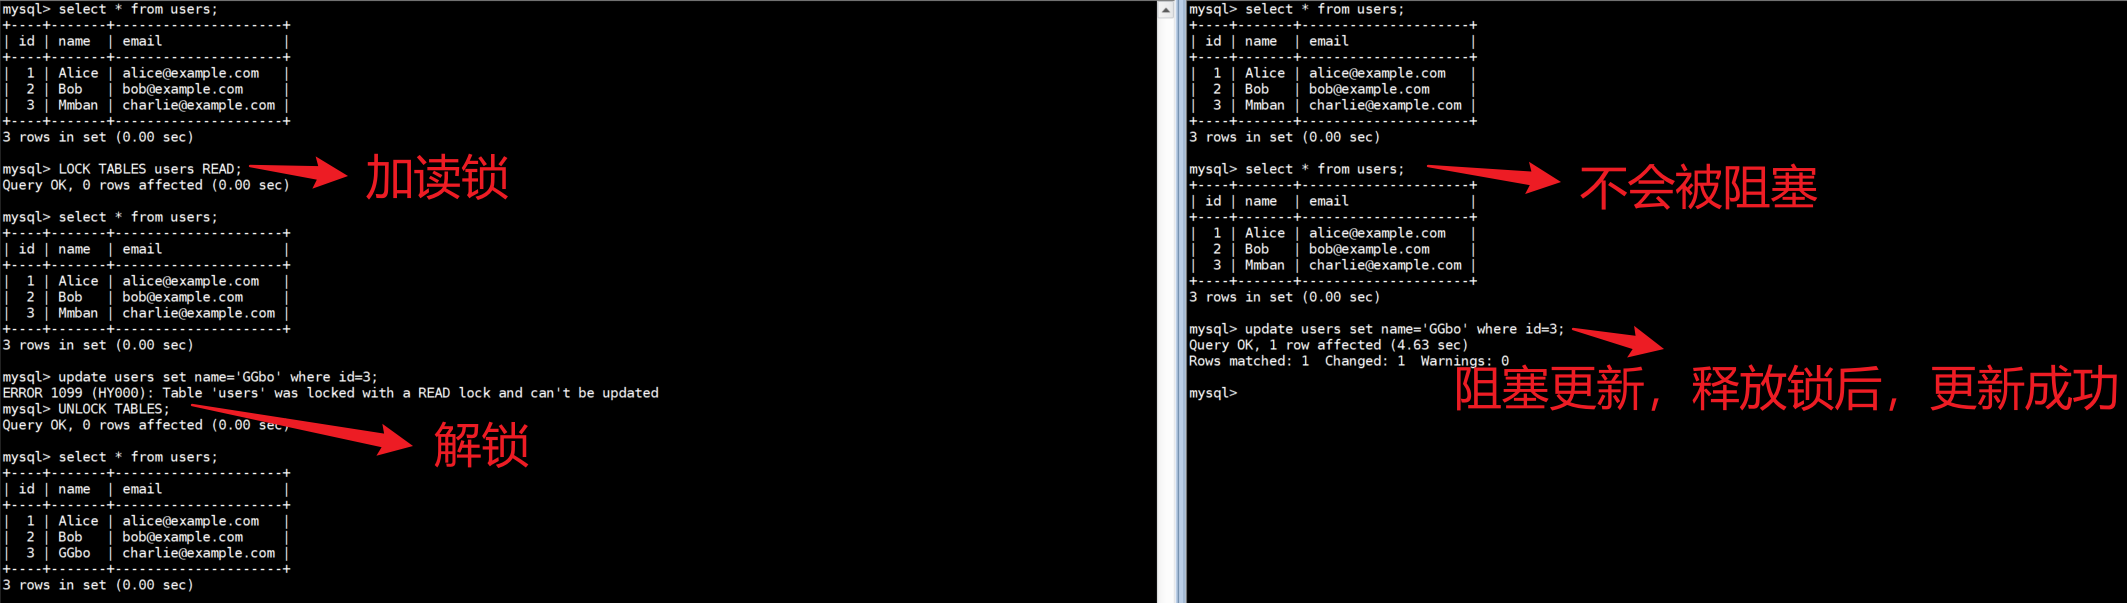 mysql> select * from users;
+----+-------+---------------------+
| id | name  | email               |
+----+-------+---------------------+
|  1 | Alice | alice@example.com   |
|  2 | Bob   | bob@example.com     |
|  3 | Mmban | charlie@example.com |
+----+-------+---------------------+
3 rows in set (0.00 sec)
mysql> LOCK TABLES users READ;
加读锁
Query OK, 0 rows affected (0.00 sec)
mysql> select * from users;
+----+-------+---------------------+
| id | name  | email               |
+----+-------+---------------------+
|  1 | Alice | alice@example.com   |
|  2 | Bob   | bob@example.com     |
|  3 | Mmban | charlie@example.com |
+----+-------+---------------------+
3 rows in set (0.00 sec)
mysql> update users set name='GGbo' where id=3;
ERROR 1099 (HY000): Table 'users' was locked with a READ lock and can't be updated
mysql> UNLOCK TABLES;
解锁
Query OK, 0 rows affected (0.00 sec)
mysql> select * from users;
+----+-------+---------------------+
| id | name  | email               |
+----+-------+---------------------+
|  1 | Alice | alice@example.com   |
|  2 | Bob   | bob@example.com     |
|  3 | GGbo  | charlie@example.com |
+----+-------+---------------------+
3 rows in set (0.00 sec)
mysql> select * from users;
+----+-------+---------------------+
| id | name  | email               |
+----+-------+---------------------+
|  1 | Alice | alice@example.com   |
|  2 | Bob   | bob@example.com     |
|  3 | Mmban | charlie@example.com |
+----+-------+---------------------+
3 rows in set (0.00 sec)
mysql> select * from users;
不会被阻塞
+----+-------+---------------------+
| id | name  | email               |
+----+-------+---------------------+
|  1 | Alice | alice@example.com   |
|  2 | Bob   | bob@example.com     |
|  3 | Mmban | charlie@example.com |
+----+-------+---------------------+
3 rows in set (0.00 sec)
mysql> update users set name='GGbo' where id=3;
Query OK, 1 row affected (4.63 sec)
Rows matched: 1  Changed: 1  Warnings: 0
阻塞更新，释放锁后，更新成功
mysql>